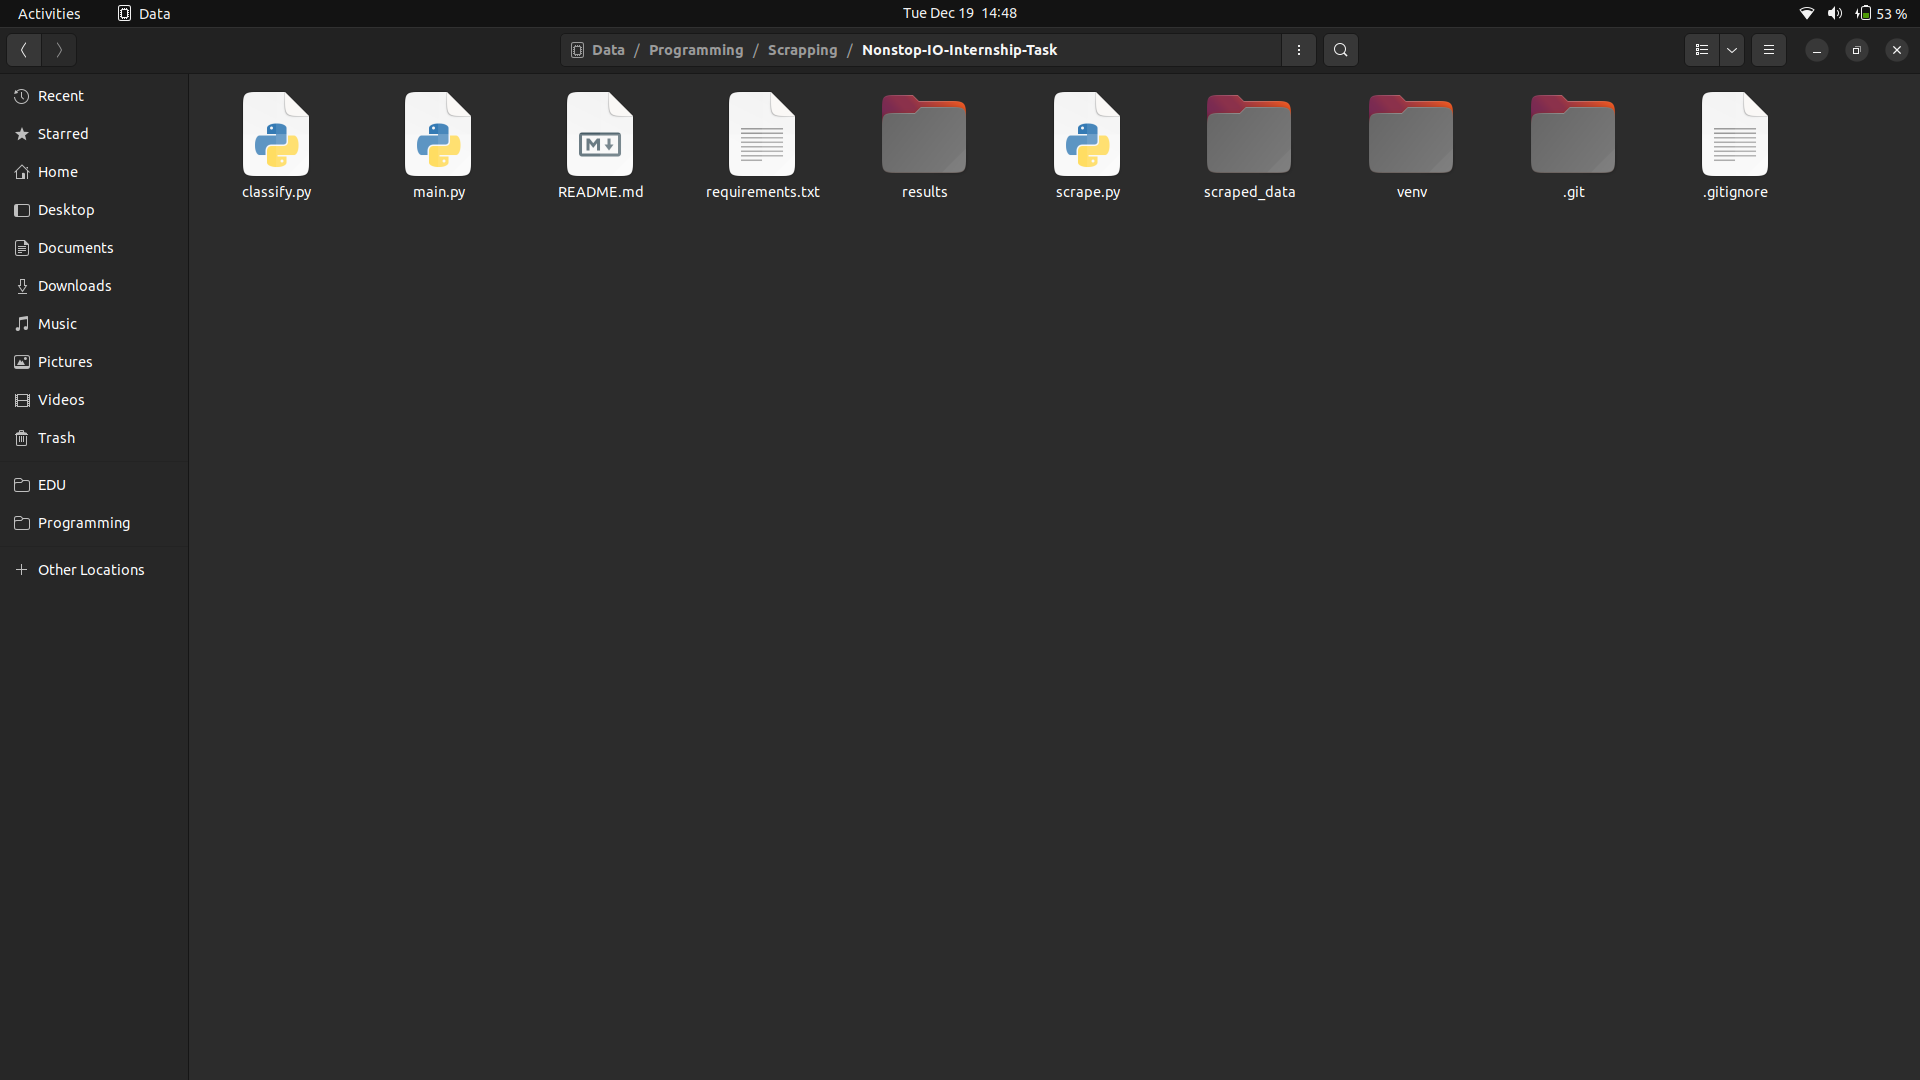 Activities Data Tue Dec 19 14:48 53 %
Data / Programming / Scrapping / Nonstop-IO-Internship-Task
Recent
Starred
Home
Desktop
Documents
Downloads
Music
Pictures
Videos
Trash
EDU
Programming
Other Locations
classify.py main.py README.md requirements.txt results scrape.py scraped_data venv .git .gitignore